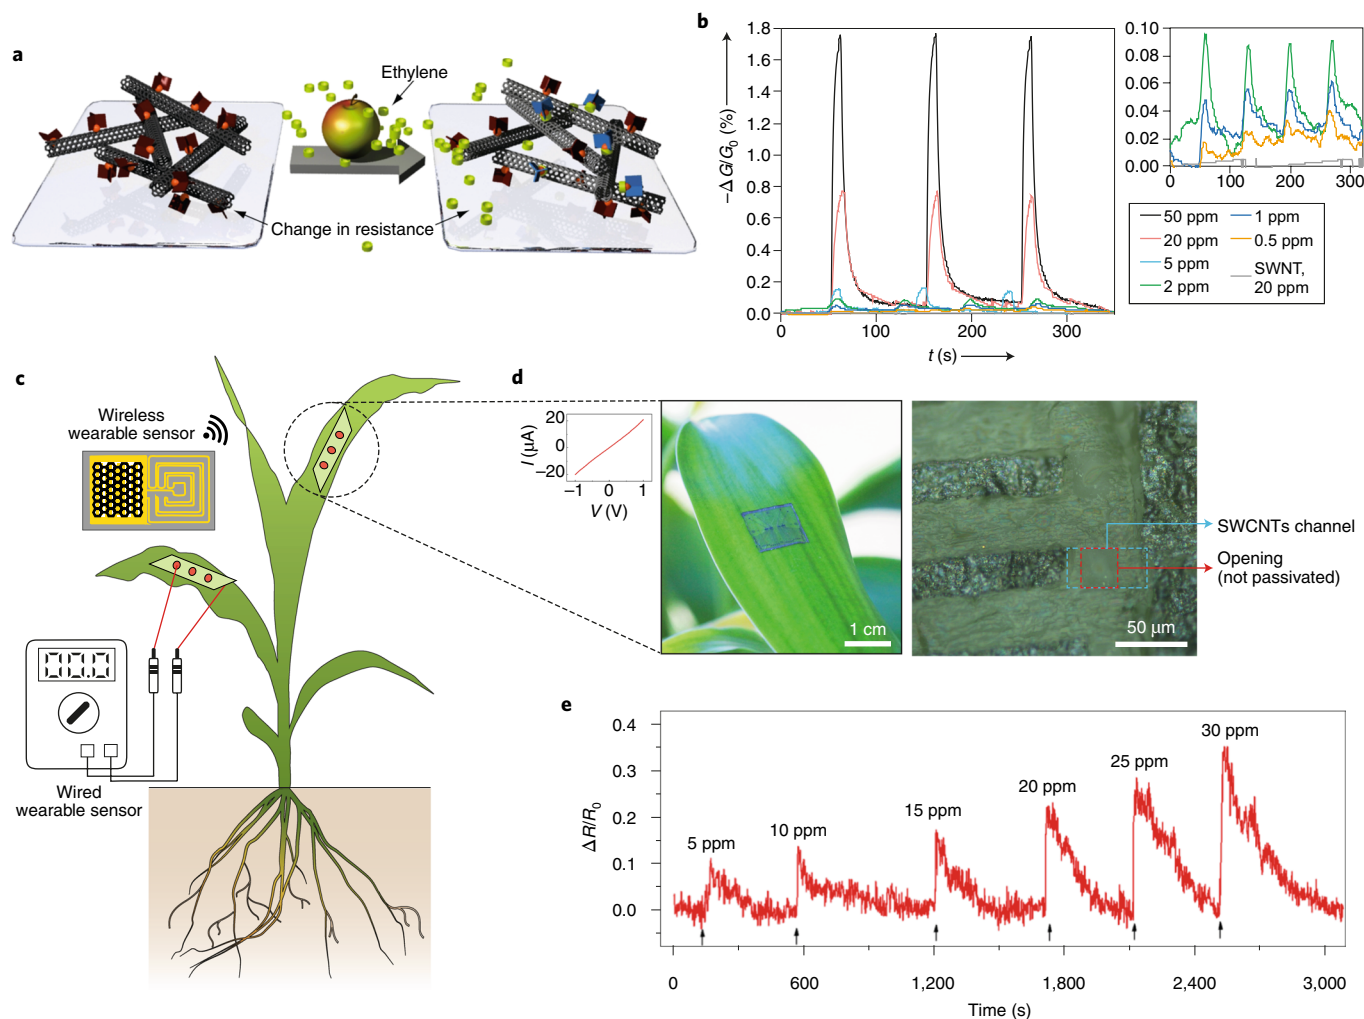 a
Ethylene
Change in resistance
b
–ΔG/G0 (%)
1.8
1.6
1.4
1.2
1.0
0.8
0.6
0.4
0.2
0.0
0
100
200
300
t (s)
0.10
0.08
0.06
0.04
0.02
0.00
0
100
200
300
50 ppm
1 ppm
20 ppm
0.5 ppm
5 ppm
SWNT,
20 ppm
2 ppm
c
Wireless
wearable sensor
00.0
Wired
wearable sensor
d
I (μA)
20
0
–20
–1
0
1
V (V)
1 cm
50 μm
SWCNTs channel
Opening
(not passivated)
e
ΔR/R0
0.4
0.3
0.2
0.1
0.0
5 ppm
10 ppm
15 ppm
20 ppm
25 ppm
30 ppm
0
600
1,200
1,800
2,400
3,000
Time (s)